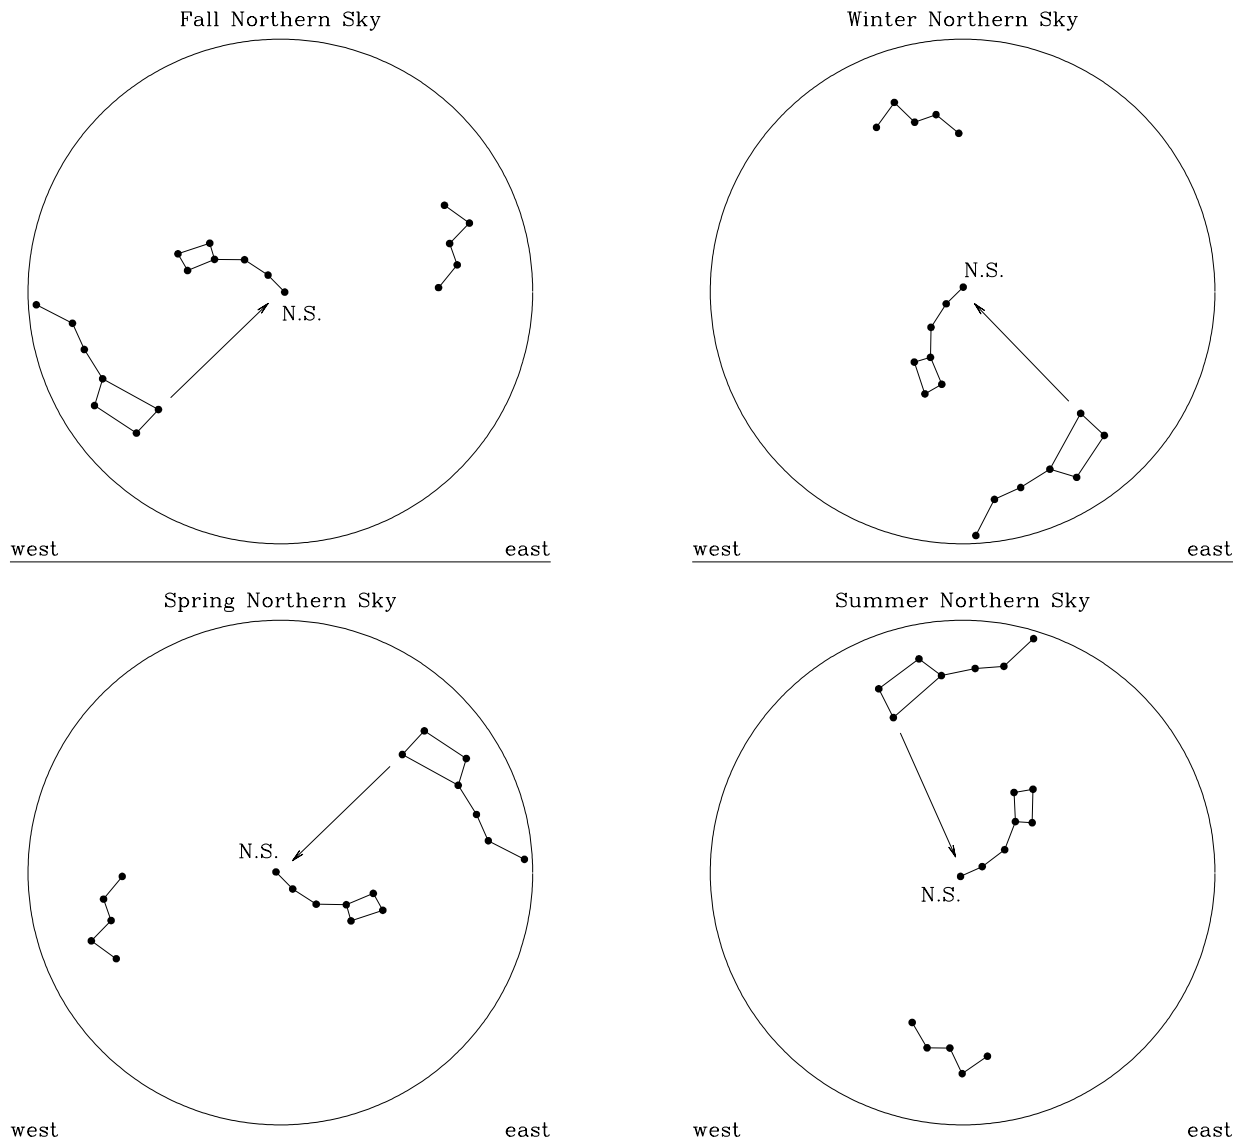 Fall Northern Sky
N.S.
west
east
Winter Northern Sky
N.S.
west
east
Spring Northern Sky
N.S.
west
east
Summer Northern Sky
N.S.
west
east